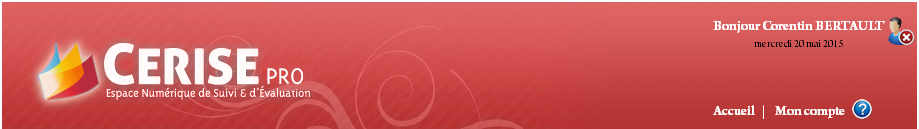 Bonjour Corentin BERTAULT
mercredi 20 mai 2015
CERISE PRO
Espace Numérique de Suivi & d'Évaluation
Accueil | Mon compte ?